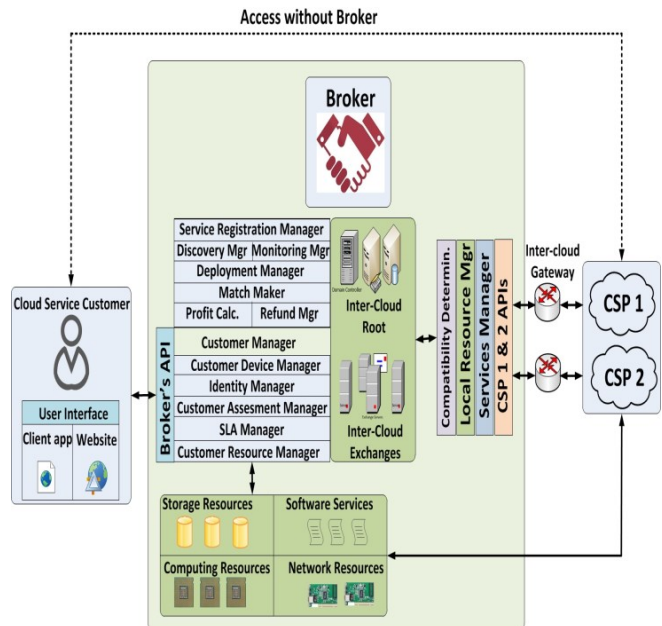 Access without Broker
Broker
Service Registration Manager
Discovery Mgr Monitoring Mgr
Deployment Manager
Match Maker
Profit Calc. Refund Mgr
Domain Controller
Inter-Cloud
Root
Customer Manager
Customer Device Manager
Identity Manager
Customer Assesment Manager
SLA Manager
Customer Resource Manager
Broker's API
Inter-Cloud
Exchanges
Compatibility Determin.
Local Resource Mgr
Services Manager
CSP 1 & 2 APIs
Inter-cloud
Gateway
CSP 1
CSP 2
Cloud Service Customer
User Interface
Client app
Website
Storage Resources
Software Services
Computing Resources
Network Resources